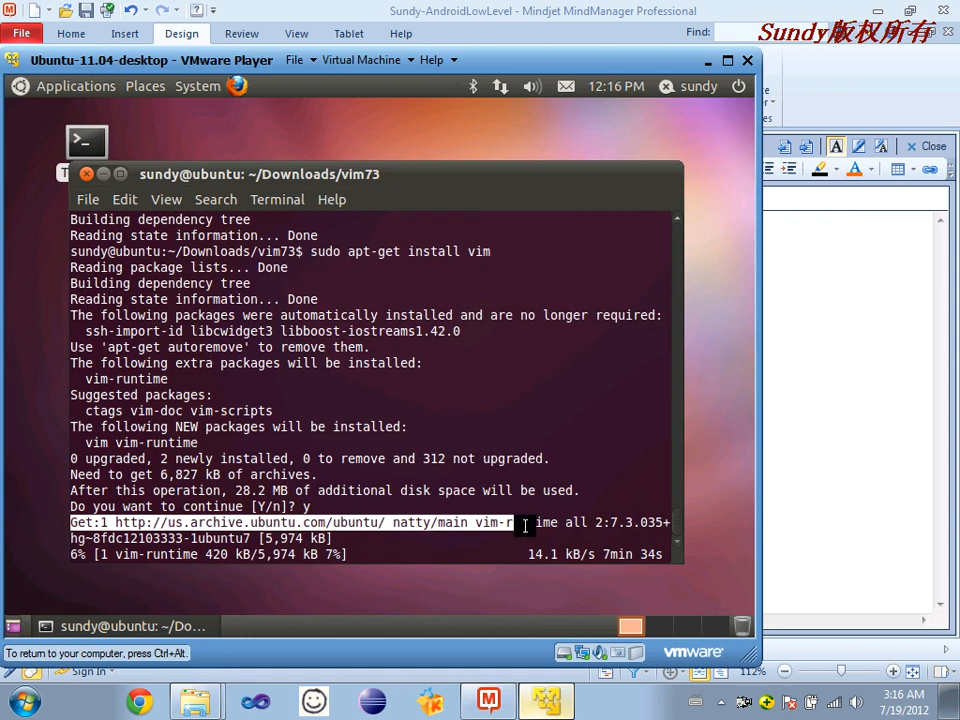 Sundy-AndroidLowLevel - Mindjet MindManager Professional
File Home Insert Design Review View Tablet Help Find:
Sundy版权所有
Ubuntu-11.04-desktop - VMware Player File Virtual Machine Help
Applications Places System 12:16 PM sundy
Close
sundy@ubuntu: ~/Downloads/vim73
File Edit View Search Terminal Help
Building dependency tree
Reading state information... Done
sundy@ubuntu:~/Downloads/vim73$ sudo apt-get install vim
Reading package lists... Done
Building dependency tree
Reading state information... Done
The following packages were automatically installed and are no longer required:
ssh-import-id libcwidget3 libboost-iostreams1.42.0
Use 'apt-get autoremove' to remove them.
The following extra packages will be installed:
vim-runtime
Suggested packages:
ctags vim-doc vim-scripts
The following NEW packages will be installed:
vim vim-runtime
0 upgraded, 2 newly installed, 0 to remove and 312 not upgraded.
Need to get 6,827 kB of archives.
After this operation, 28.2 MB of additional disk space will be used.
Do you want to continue [Y/n]? y
Get:1 http://us.archive.ubuntu.com/ubuntu/ natty/main vim-r ime all 2:7.3.035+
hg~8fdc12103333-1ubuntu7 [5,974 kB]
6% [1 vim-runtime 420 kB/5,974 kB 7%] 14.1 kB/s 7min 34s
sundy@ubuntu: ~/Do...
To return to your computer, press Ctrl+Alt.
vmware
Sign In 112%
3:16 AM
7/19/2012